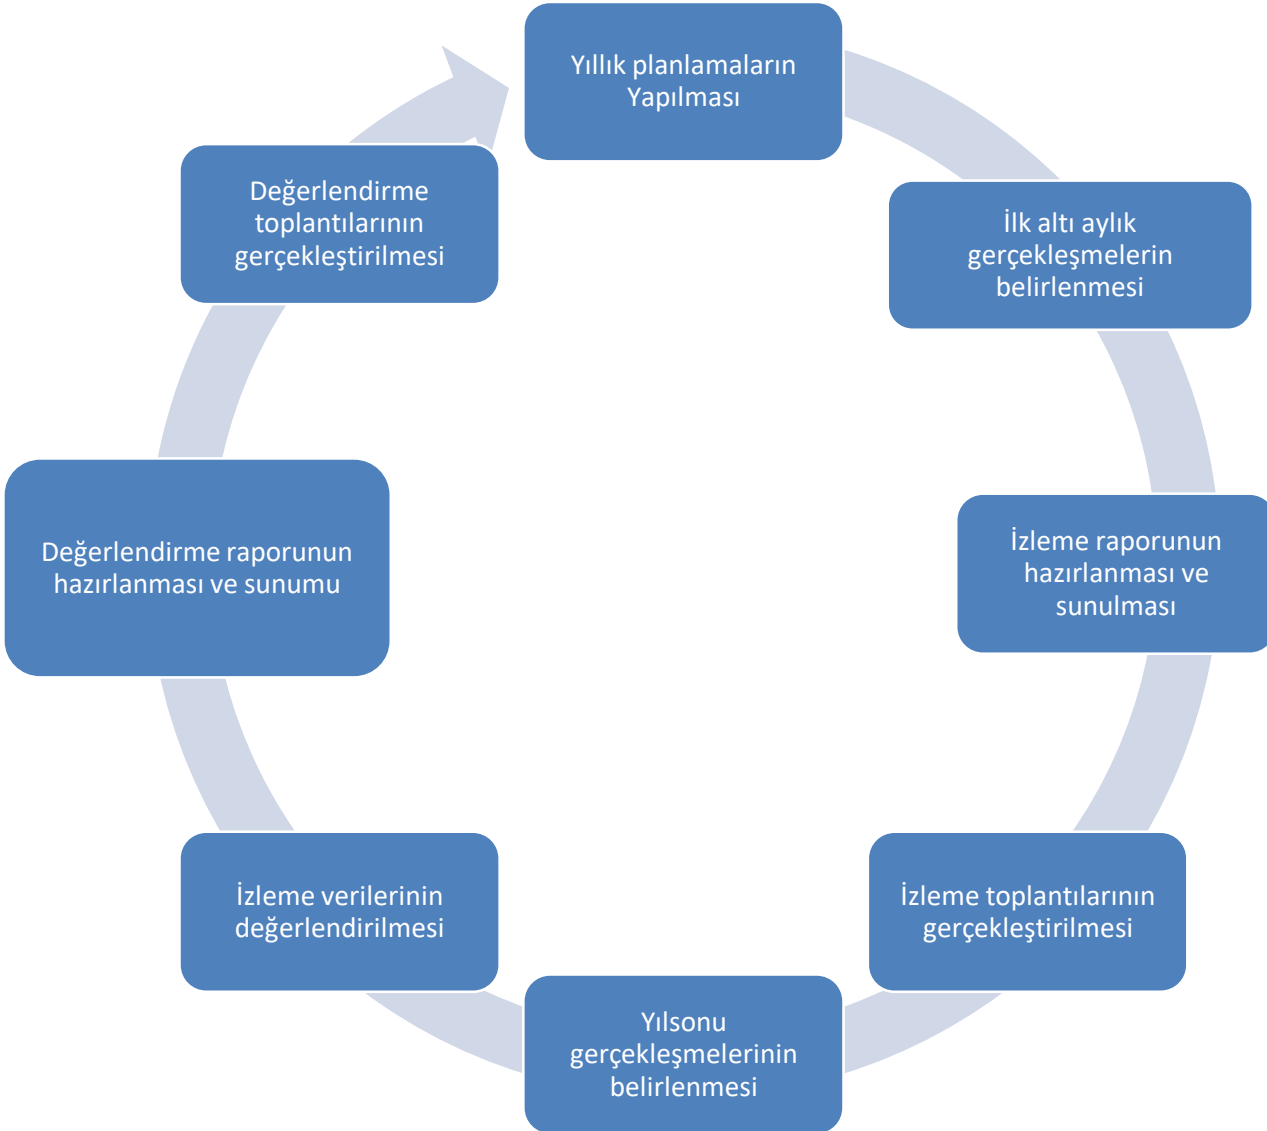 Yıllık planlamaların
Yapılması
İlk altı aylık
gerçekleşmelerin
belirlenmesi
İzleme raporunun
hazırlanması ve
sunulması
İzleme toplantılarının
gerçekleştirilmesi
Yılsonu
gerçekleşmelerinin
belirlenmesi
İzleme verilerinin
değerlendirilmesi
Değerlendirme raporunun
hazırlanması ve sunumu
Değerlendirme
toplantılarının
gerçekleştirilmesi